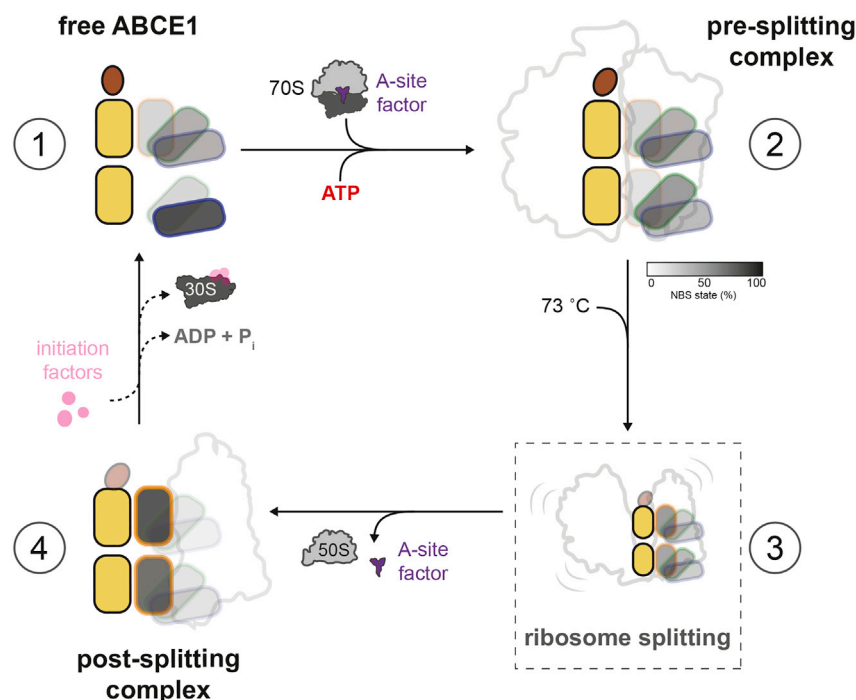 free ABCE1
pre-splitting
complex
70S
A-site
factor
1
2
ATP
0 50 100
NBS state (%)
30S
73 °C
ADP + Pi
initiation
factors
4
50S
A-site
factor
3
ribosome splitting
post-splitting
complex